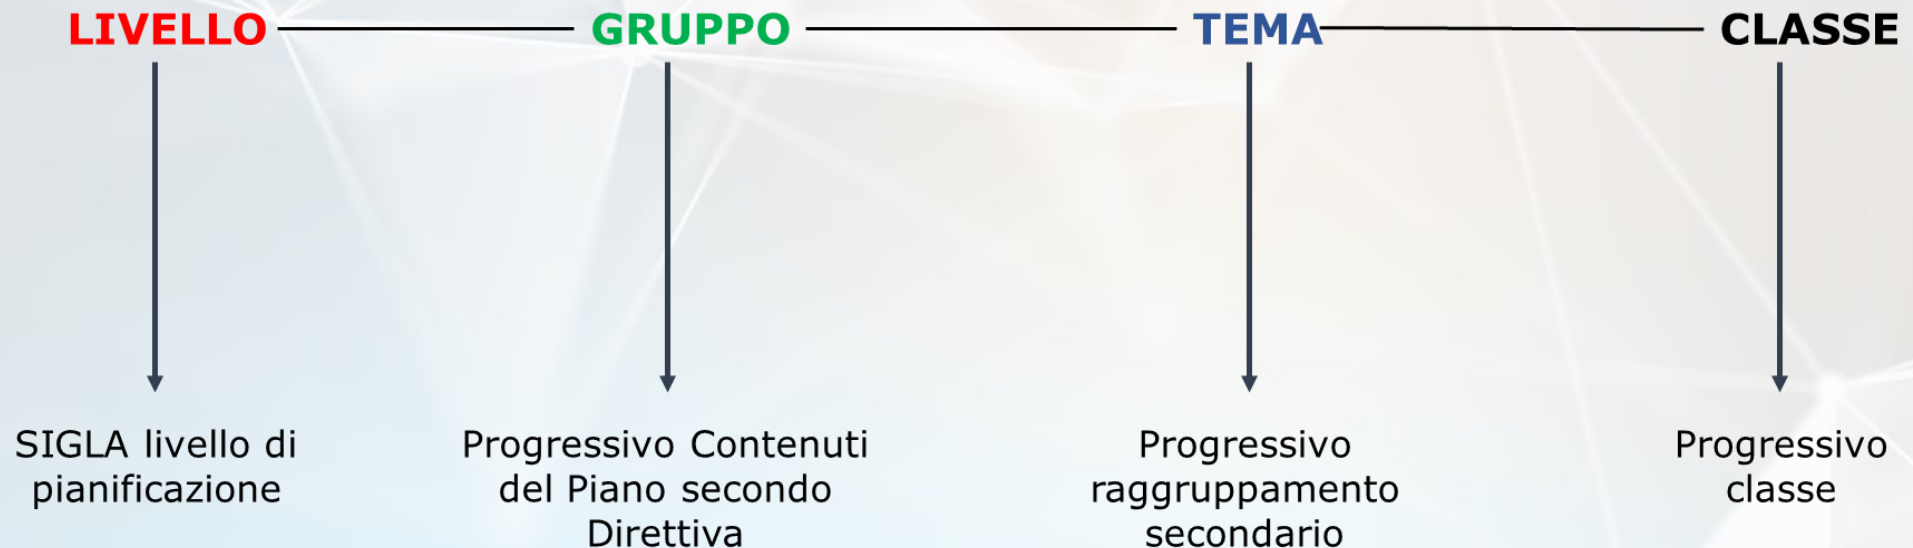 LIVELLO
GRUPPO
TEMA
CLASSE
SIGLA livello di
pianificazione
Progressivo Contenuti
del Piano secondo
Direttiva
Progressivo
raggruppamento
secondario
Progressivo
classe